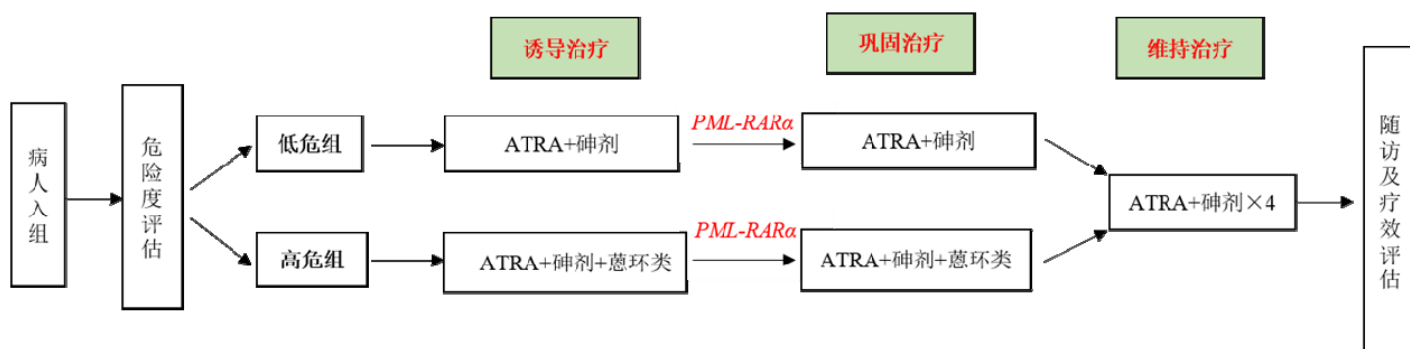 诱导治疗
巩固治疗
维持治疗
病人入组
危险度评估
低危组
ATRA+砷剂
PML-RARα
ATRA+砷剂
高危组
ATRA+砷剂+蒽环类
PML-RARα
ATRA+砷剂+蒽环类
ATRA+砷剂×4
随访及疗效评估